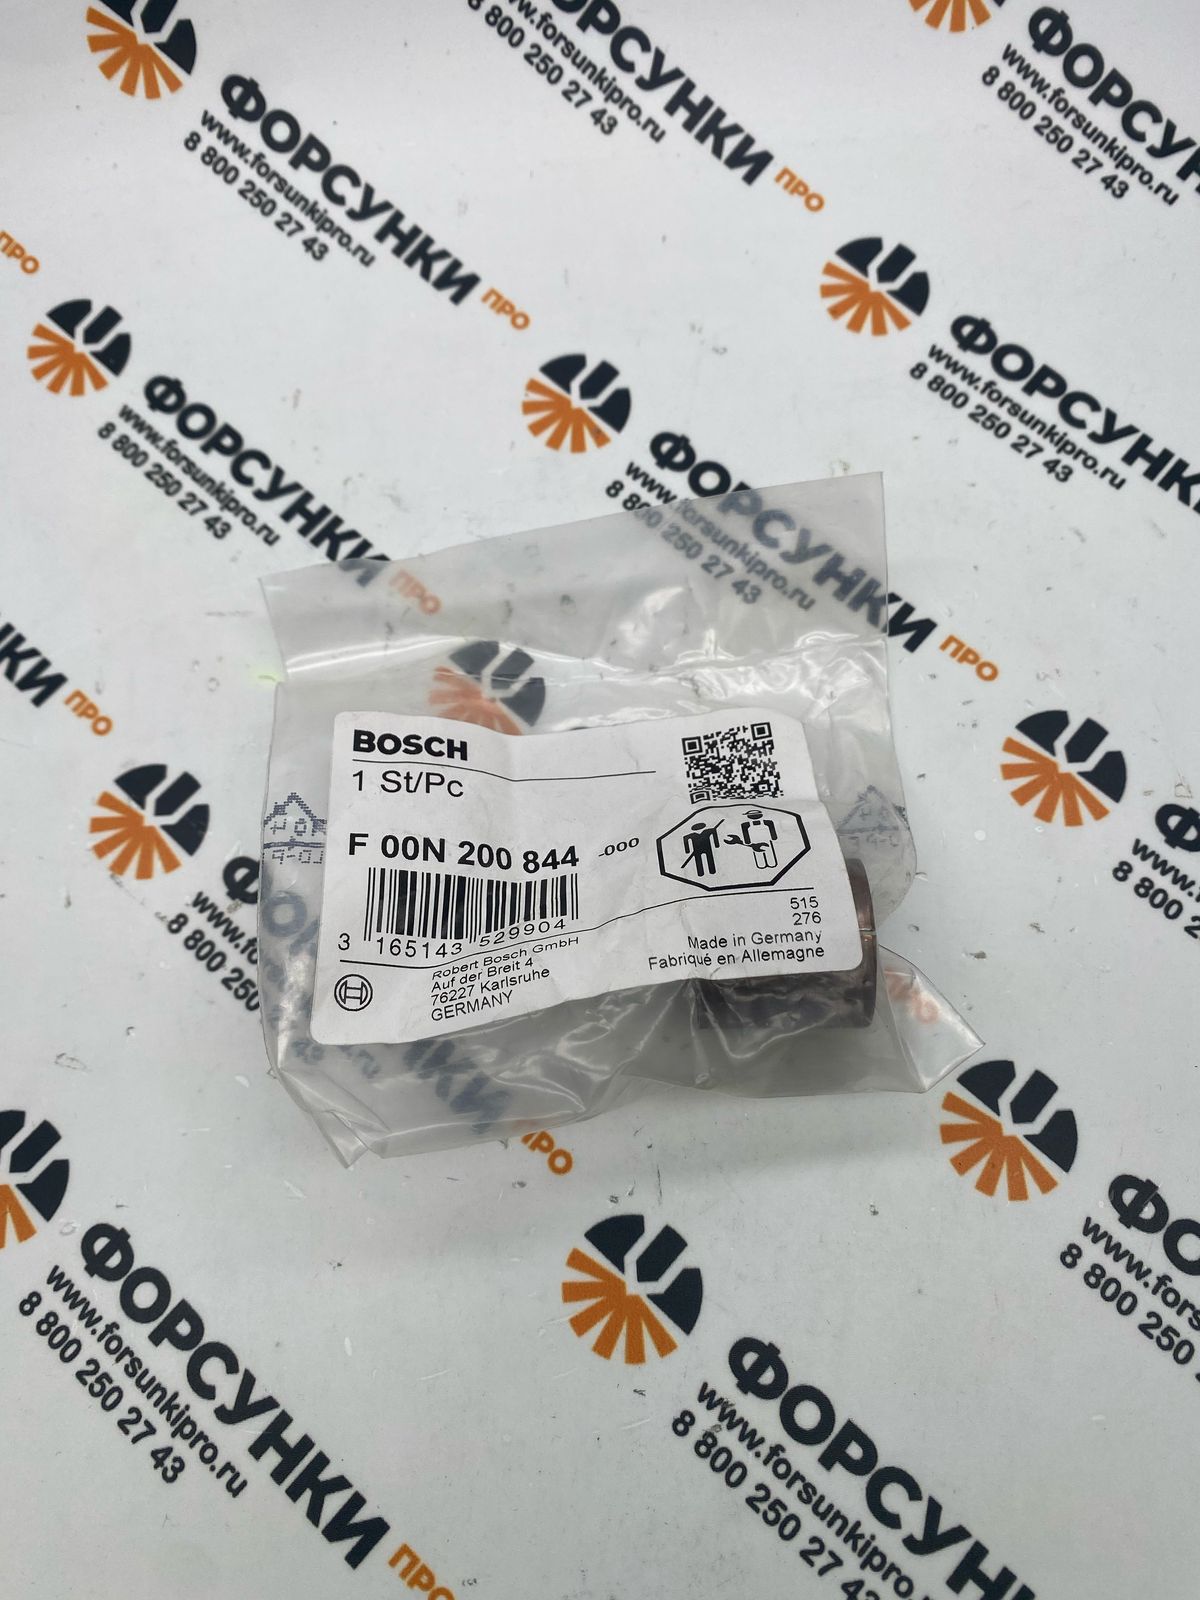 ФОРСУНКИ ПРО
www.forsunkipro.ru
8 800 250 27 43
BOSCH
1 St/Pc
F 00N 200 844 -000
3 165143 529904
Robert Bosch GmbH
Auf der Breit 4
76227 Karlsruhe
GERMANY
515
276
Made in Germany
Fabriqué en Allemagne